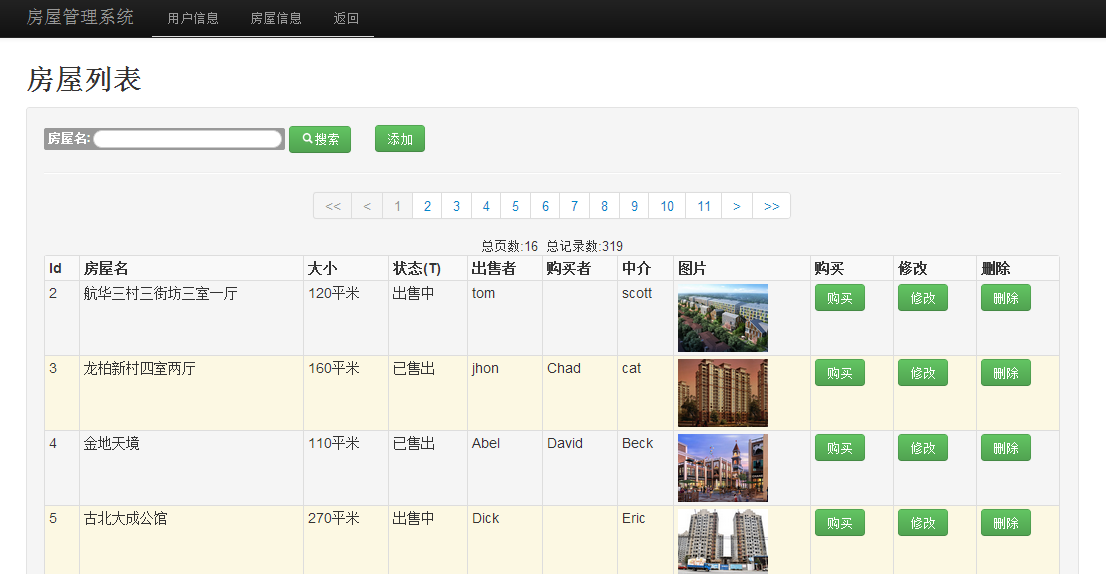 房屋管理系统 用户信息 房屋信息 返回
房屋列表
房屋名: 搜索 添加
<< < 1 2 3 4 5 6 7 8 9 10 11 > >>
总页数:16 总记录数:319
Id 房屋名 大小 状态(T) 出售者 购买者 中介 图片 购买 修改 删除
2 航华三村三街坊三室一厅 120平米 出售中 tom scott 购买 修改 删除
3 龙柏新村四室两厅 160平米 已售出 jhon Chad cat 购买 修改 删除
4 金地天境 110平米 已售出 Abel David Beck 购买 修改 删除
5 古北大成公馆 270平米 出售中 Dick Eric 购买 修改 删除